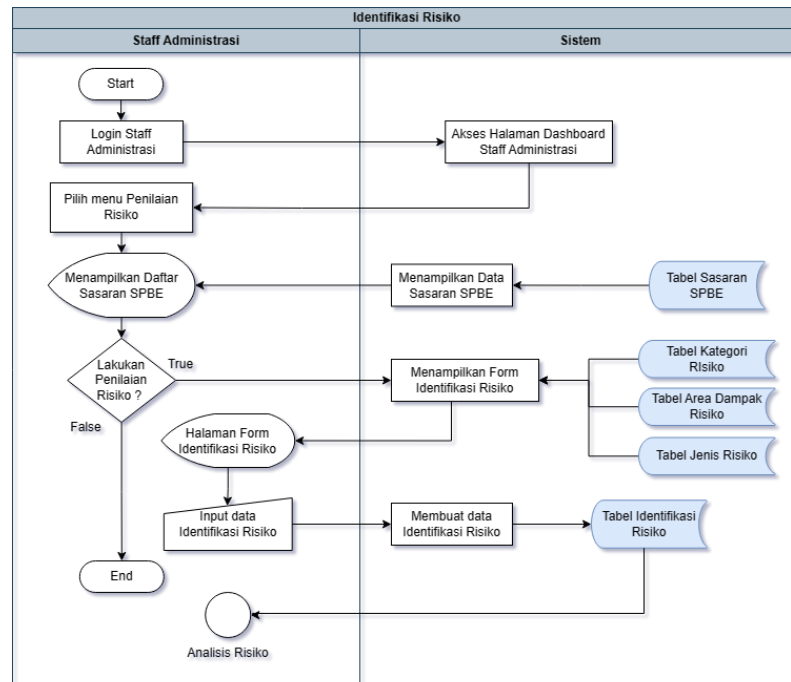 Identifikasi Risiko
Staff Administrasi
Sistem
Start
Login Staff
Administrasi
Akses Halaman Dashboard
Staff Administrasi
Pilih menu Penilaian
Risiko
Menampilkan Daftar
Sasaran SPBE
Menampilkan Data
Sasaran SPBE
Tabel Sasaran
SPBE
Lakukan
Penilaian
Risiko ?
True
False
Menampilkan Form
Identifikasi Risiko
Tabel Kategori
RIsiko
Tabel Area Dampak
Risiko
Tabel Jenis Risiko
Halaman Form
Identifikasi Risiko
Input data
Identifikasi Risiko
Membuat data
Identifikasi Risiko
Tabel Identifikasi
Risiko
End
Analisis Risiko